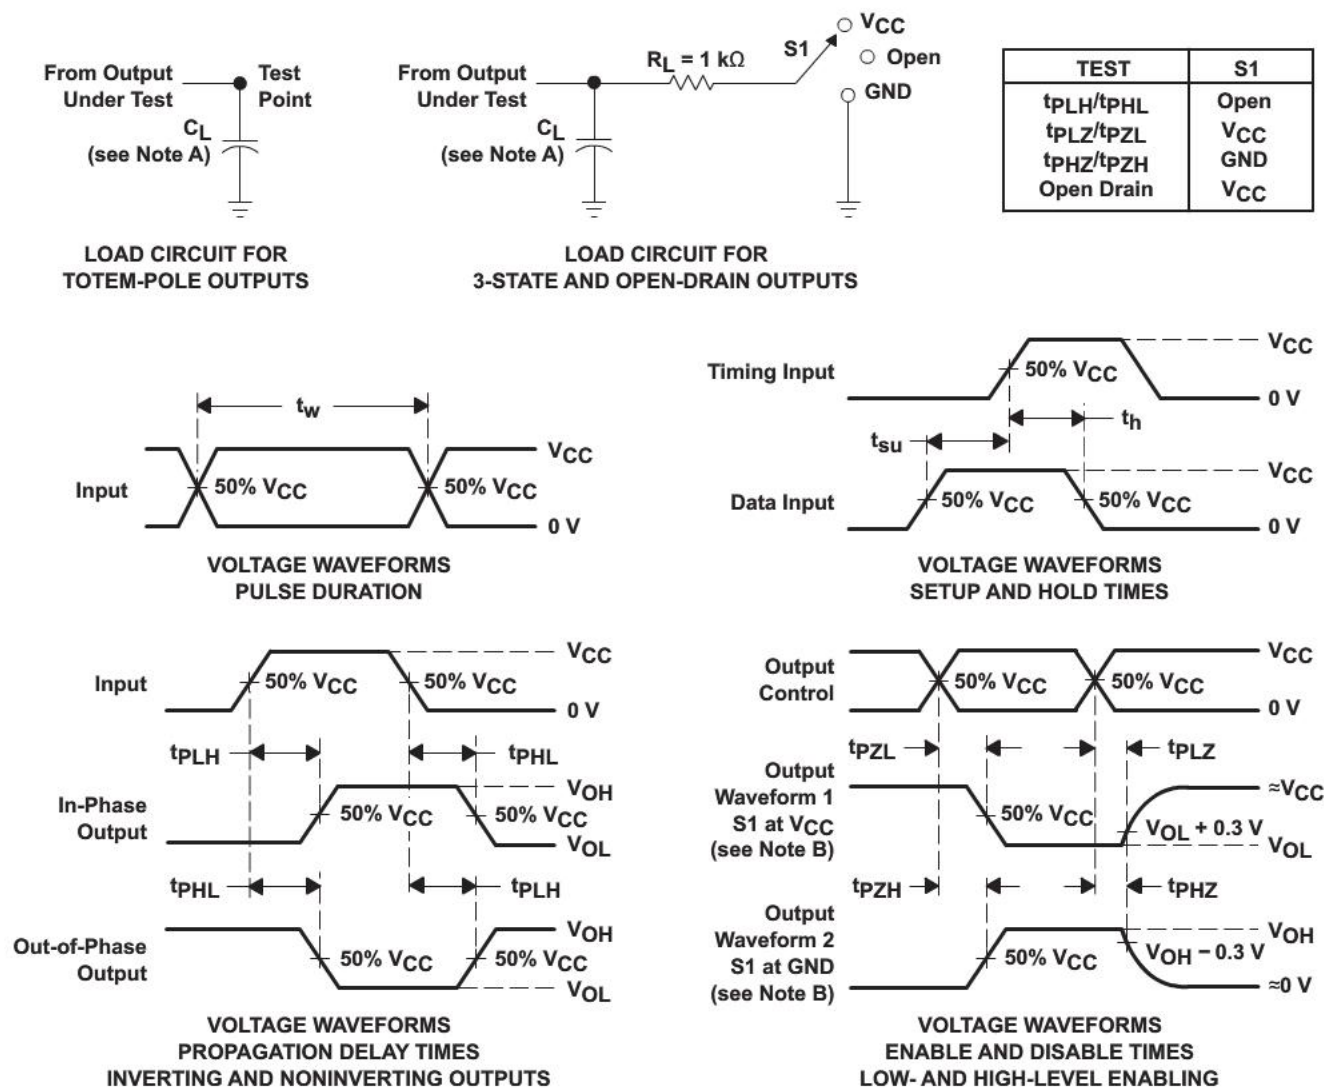 From Output
Under Test
Test
Point
CL
(see Note A)
LOAD CIRCUIT FOR
TOTEM-POLE OUTPUTS
From Output
Under Test
CL
(see Note A)
RL = 1 kΩ
S1
VCC
Open
GND
LOAD CIRCUIT FOR
3-STATE AND OPEN-DRAIN OUTPUTS
TEST S1
tPLH/tPHL Open
tPLZ/tPZL VCC
tPHZ/tPZH GND
Open Drain VCC
tw
Input
50% VCC
50% VCC
VCC
0 V
VOLTAGE WAVEFORMS
PULSE DURATION
Timing Input
50% VCC
VCC
0 V
tsu
th
Data Input
50% VCC
50% VCC
VCC
0 V
VOLTAGE WAVEFORMS
SETUP AND HOLD TIMES
Input
50% VCC
50% VCC
VCC
0 V
tPLH
tPHL
In-Phase
Output
50% VCC
50% VCC
VOH
VOL
tPHL
tPLH
Out-of-Phase
Output
50% VCC
50% VCC
VOH
VOL
VOLTAGE WAVEFORMS
PROPAGATION DELAY TIMES
INVERTING AND NONINVERTING OUTPUTS
Output
Control
50% VCC
50% VCC
VCC
0 V
tPZL
tPLZ
Output
Waveform 1
S1 at VCC
(see Note B)
50% VCC
VOL + 0.3 V
≈VCC
VOL
tPZH
tPHZ
Output
Waveform 2
S1 at GND
(see Note B)
50% VCC
VOH − 0.3 V
VOH
≈0 V
VOLTAGE WAVEFORMS
ENABLE AND DISABLE TIMES
LOW- AND HIGH-LEVEL ENABLING